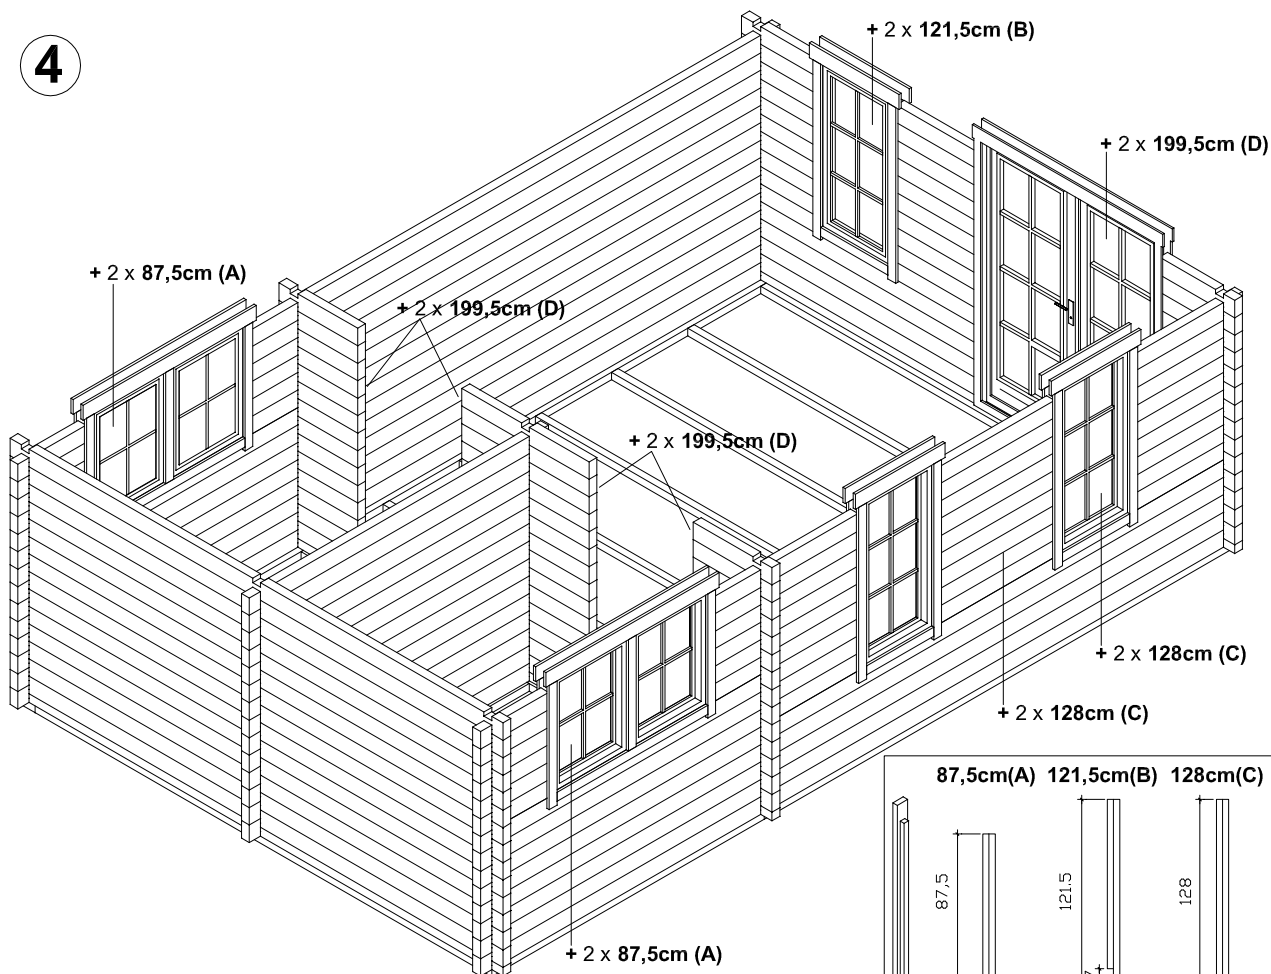 4
+ 2 x 121,5cm (B)
+ 2 x 199,5cm (D)
+ 2 x 87,5cm (A)
+ 2 x 199,5cm (D)
+ 2 x 199,5cm (D)
+ 2 x 128cm (C)
+ 2 x 128cm (C)
+ 2 x 87,5cm (A)
87,5cm(A) 121,5cm(B) 128cm(C)
87,5
121.5
128